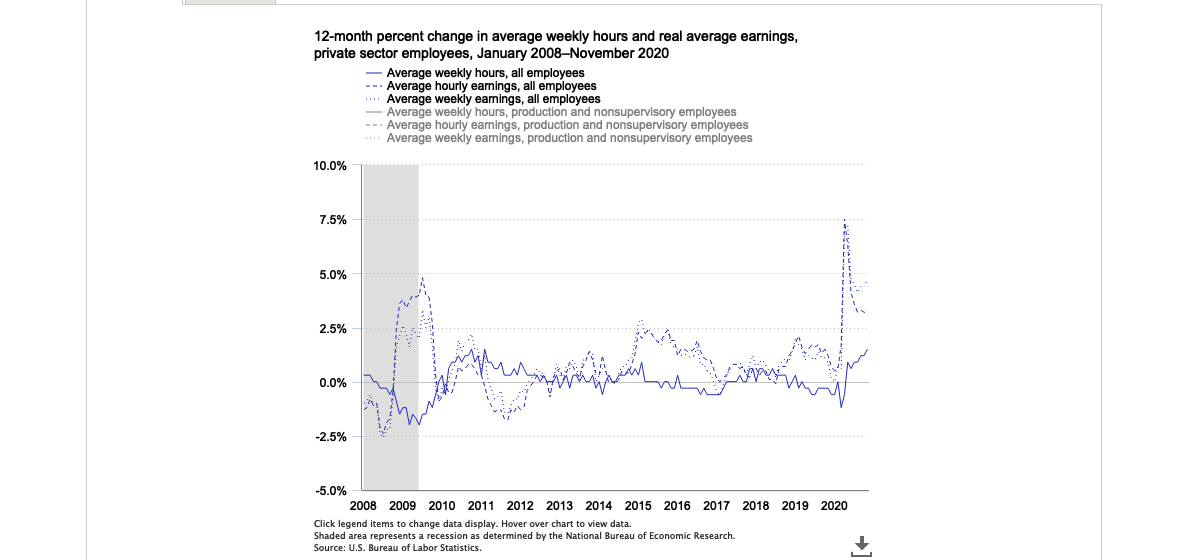 12-month percent change in average weekly hours and real average earnings,
private sector employees, January 2008–November 2020
Average weekly hours, all employees
Average hourly earnings, all employees
Average weekly earnings, all employees
Average weekly hours, production and nonsupervisory employees
Average hourly earnings, production and nonsupervisory employees
Average weekly earnings, production and nonsupervisory employees
10.0%
7.5%
5.0%
2.5%
0.0%
-2.5%
-5.0%
2008 2009 2010 2011 2012 2013 2014 2015 2016 2017 2018 2019 2020
Click legend items to change data display. Hover over chart to view data.
Shaded area represents a recession as determined by the National Bureau of Economic Research.
Source: U.S. Bureau of Labor Statistics.